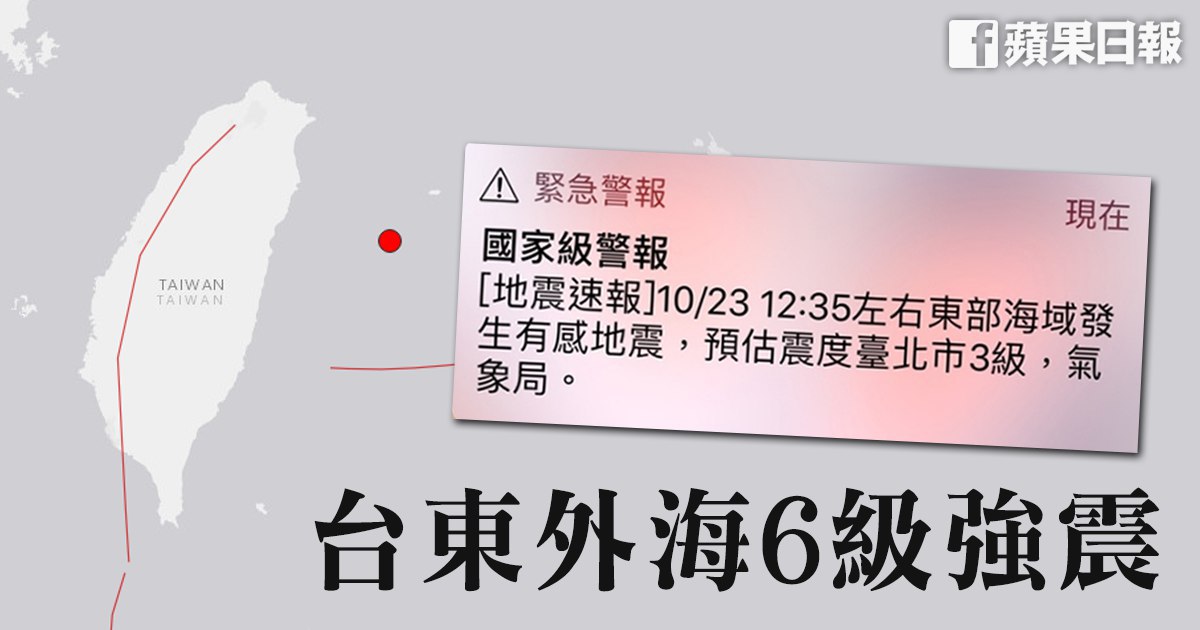 f蘋果日報
緊急警報
現在
國家級警報
[地震速報]10/23 12:35左右東部海域發
生有感地震，預估震度臺北市3級，氣
象局。
TAIWAN
TAIWAN
台東外海6級強震